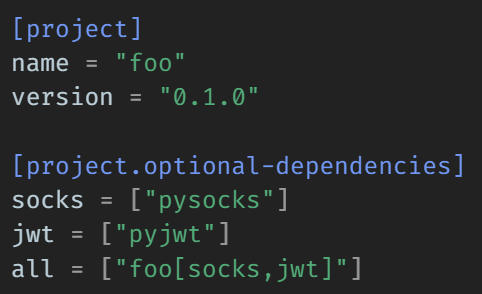 [project]
name = "foo"
version = "0.1.0"

[project.optional-dependencies]
socks = ["pysocks"]
jwt = ["pyjwt"]
all = ["foo[socks,jwt]"]